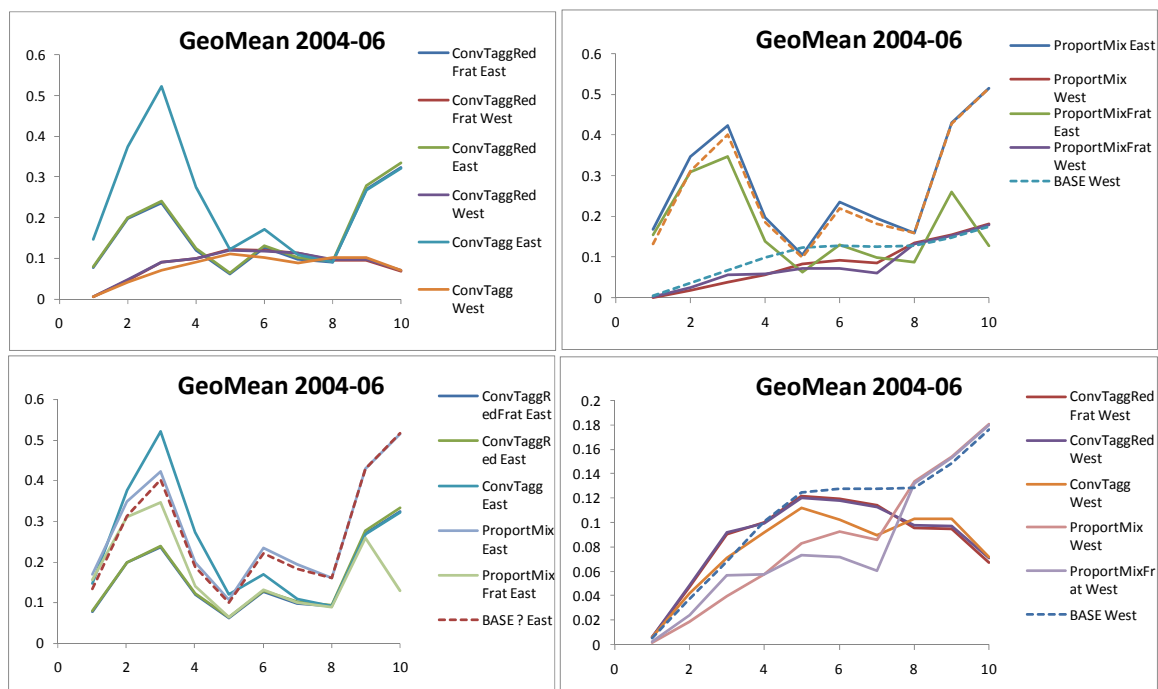 GeoMean 2004-06
0.6
0.5
0.4
0.3
0.2
0.1
0
0 2 4 6 8 10
ConvTaggRed
Frat East
ConvTaggRed
Frat West
ConvTaggRed
East
ConvTaggRed
West
ConvTagg East
ConvTagg
West
GeoMean 2004-06
0.6
0.5
0.4
0.3
0.2
0.1
0
0 2 4 6 8 10
ProportMix East
ProportMix
West
ProportMixFrat
East
ProportMixFrat
West
BASE West
GeoMean 2004-06
0.6
0.5
0.4
0.3
0.2
0.1
0
0 2 4 6 8 10
ConvTaggR
edFrat East
ConvTaggR
ed East
ConvTagg
East
ProportMix
East
ProportMix
Frat East
BASE ? East
GeoMean 2004-06
0.2
0.18
0.16
0.14
0.12
0.1
0.08
0.06
0.04
0.02
0
0 2 4 6 8 10
ConvTaggRed
Frat West
ConvTaggRed
West
ConvTagg
West
ProportMix
West
ProportMixFr
at West
BASE West